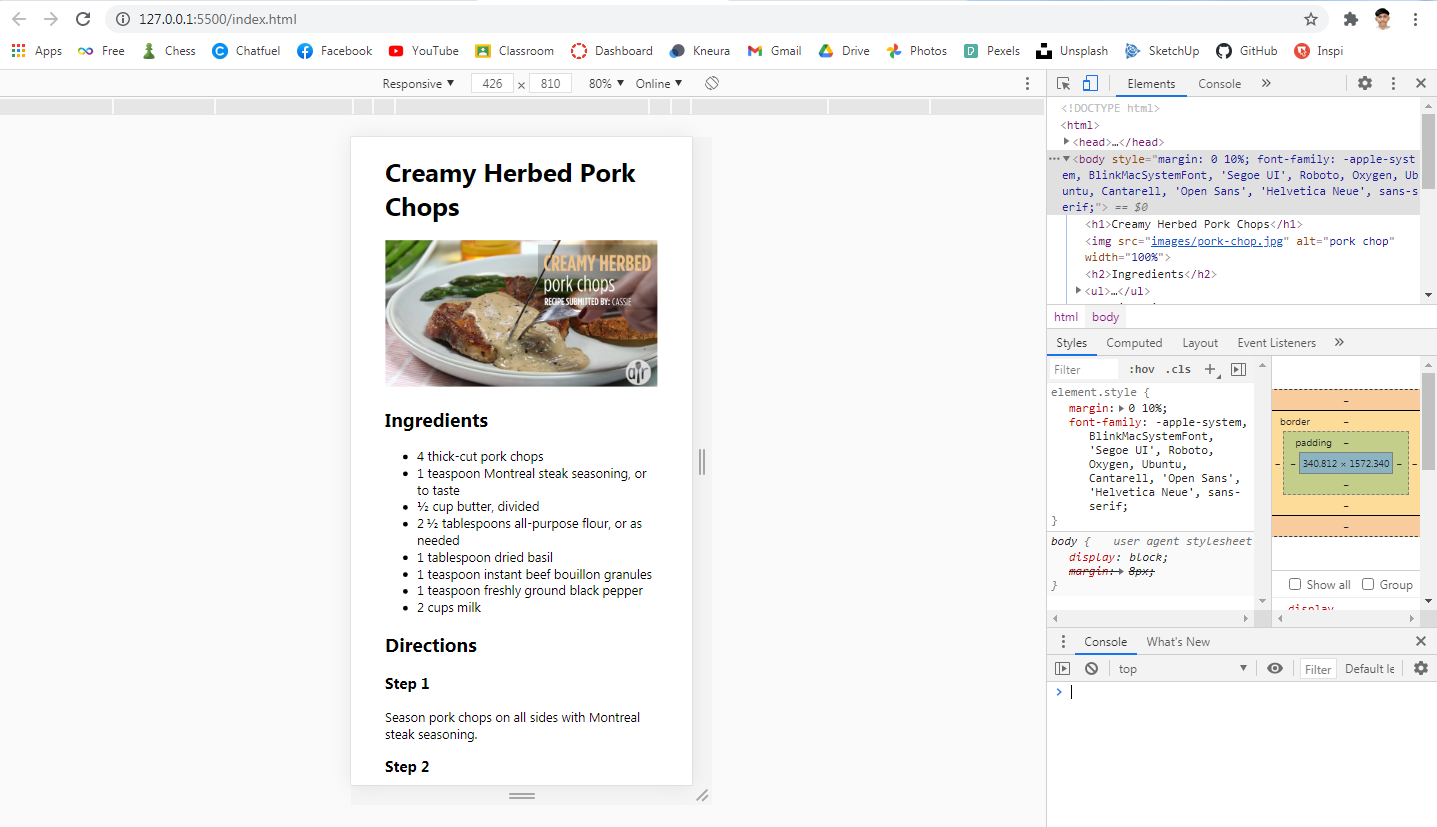 127.0.0.1:5500/index.html
Apps Free Chess Chatfuel Facebook YouTube Classroom Dashboard Kneura Gmail Drive Photos Pexels Unsplash SketchUp GitHub Inspi
Responsive ▼ 426 x 810 80% ▼ Online ▼
Creamy Herbed Pork
Chops
CREAMY HERBED
pork chops
RECIPE SUBMITTED BY: CASSIE
air
Ingredients
• 4 thick-cut pork chops
• 1 teaspoon Montreal steak seasoning, or
to taste
• ½ cup butter, divided
• 2 ½ tablespoons all-purpose flour, or as
needed
• 1 tablespoon dried basil
• 1 teaspoon instant beef bouillon granules
• 1 teaspoon freshly ground black pepper
• 2 cups milk
Directions
Step 1
Season pork chops on all sides with Montreal
steak seasoning.
Step 2
Elements Console »
<!DOCTYPE html>
<html>
▶<head>…</head>
…▼<body style="margin: 0 10%; font-family: -apple-syst
em, BlinkMacSystemFont, 'Segoe UI', Roboto, Oxygen, Ub
untu, Cantarell, 'Open Sans', 'Helvetica Neue', sans-s
erif;"> == $0
<h1>Creamy Herbed Pork Chops</h1>
<img src="images/pork-chop.jpg" alt="pork chop"
width="100%">
<h2>Ingredients</h2>
▶<ul>…</ul>
html body
Styles Computed Layout Event Listeners »
Filter :hov .cls +
element.style {
margin:▶0 10%;
font-family: -apple-system,
BlinkMacSystemFont,
'Segoe UI', Roboto,
Oxygen, Ubuntu,
Cantarell, 'Open Sans',
'Helvetica Neue', sans-
serif;
}
body { user agent stylesheet
display: block;
margin:▶8px;
}
–
border –
padding –
– – 340.812 × 1572.340 – –
–
–
–
Show all Group
display
Console What's New
top ▼ Filter Default le
>